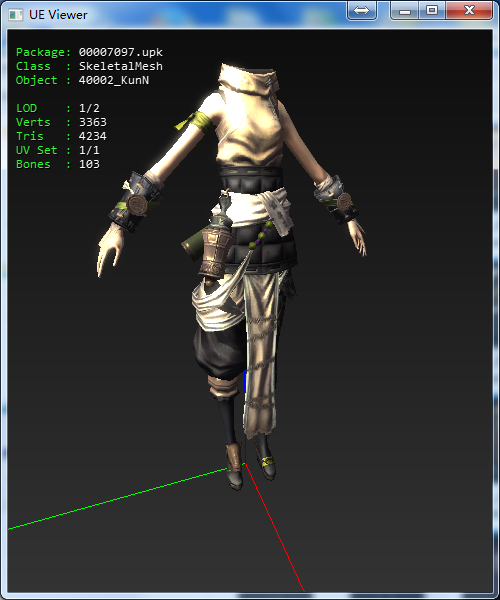 UE Viewer
Package: 00007097.upk
Class : SkeletalMesh
Object : 40002_KunN
LOD : 1/2
Verts : 3363
Tris : 4234
UV Set : 1/1
Bones : 103